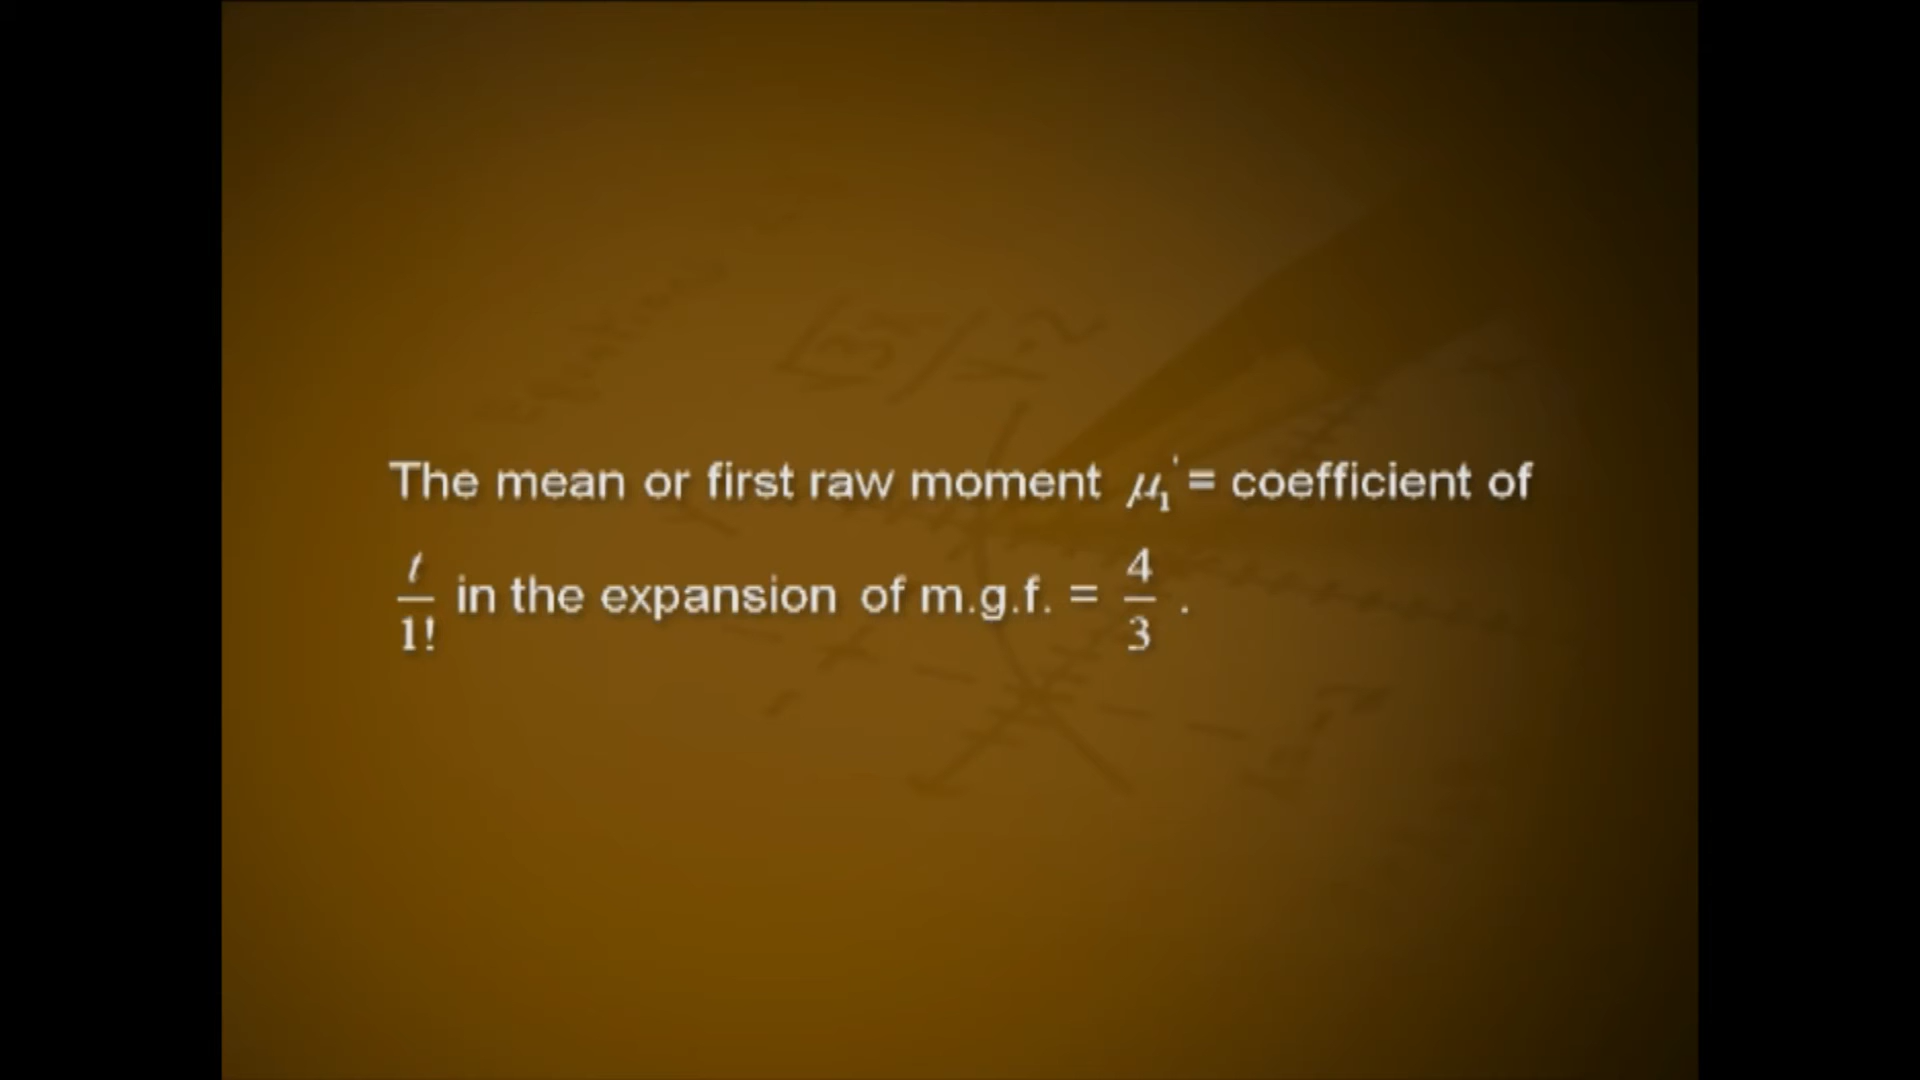 The mean or first raw moment μ₁' = coefficient of
t/1! in the expansion of m.g.f. = 4/3 .